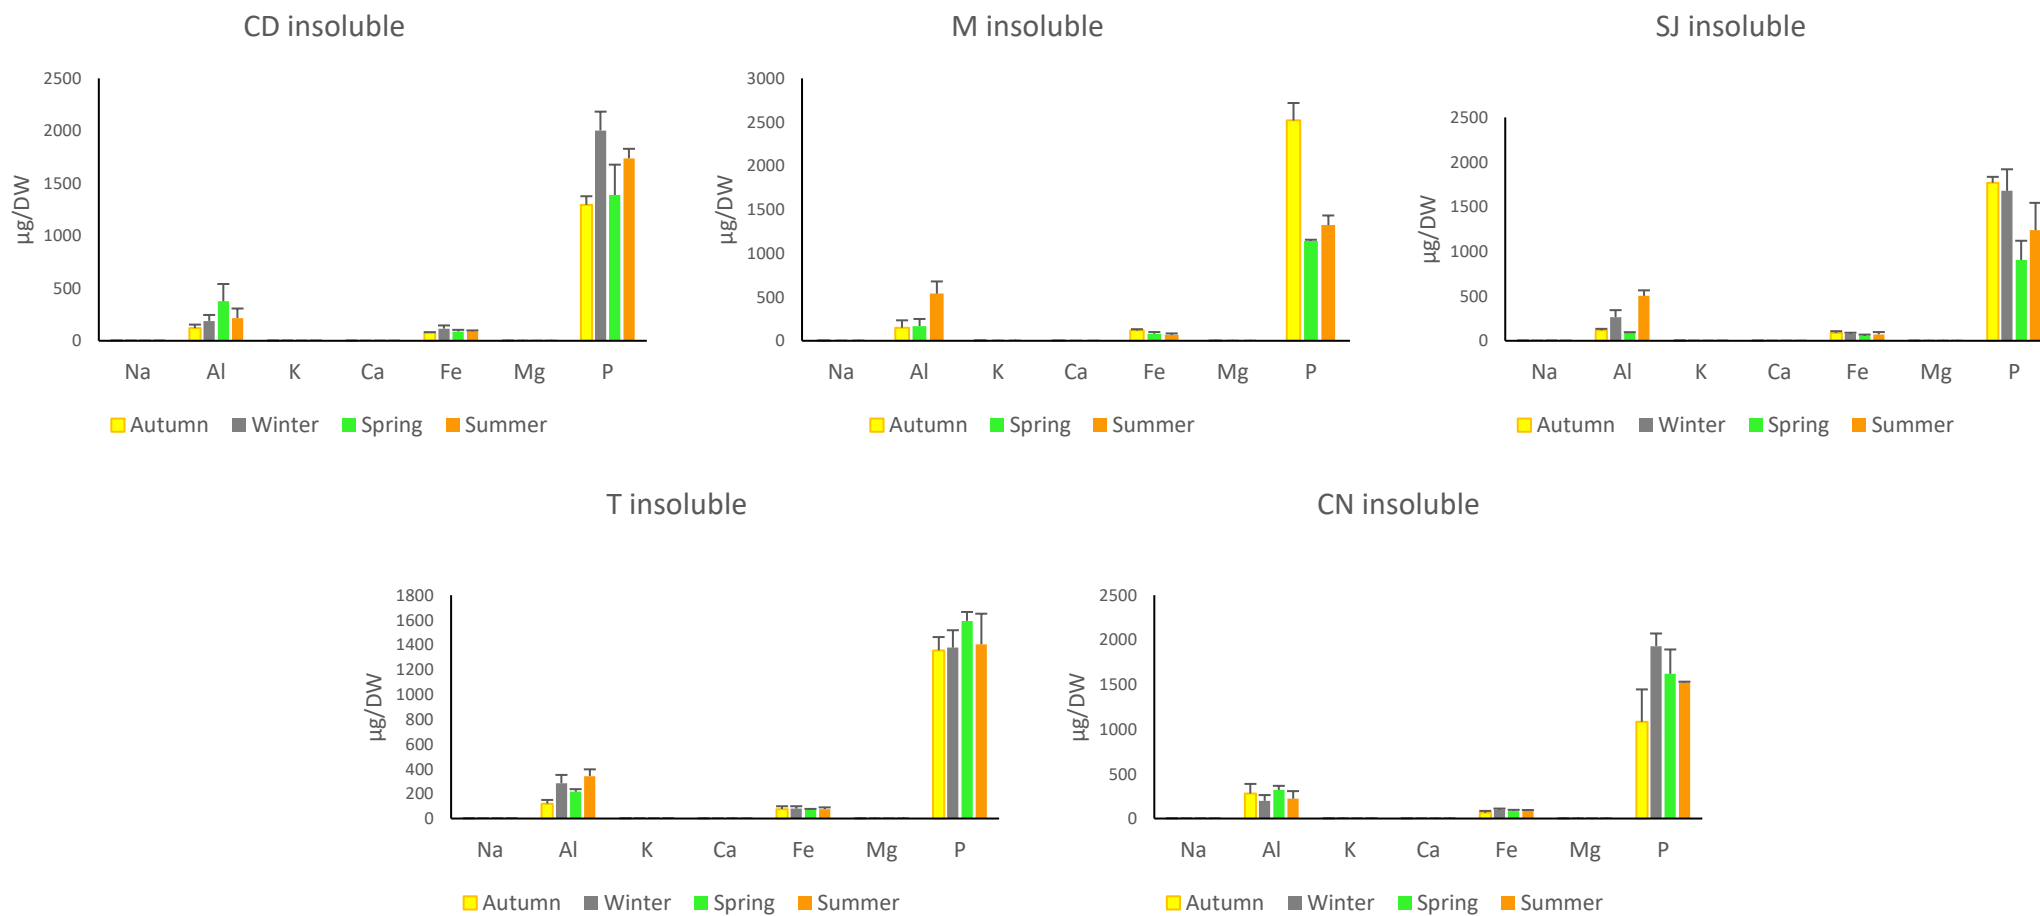 CD insoluble
2500
2000
1500
1000
500
0
µg/DW
Na Al K Ca Fe Mg P
Autumn Winter Spring Summer
M insoluble
3000
2500
2000
1500
1000
500
0
µg/DW
Na Al K Ca Fe Mg P
Autumn Spring Summer
SJ insoluble
2500
2000
1500
1000
500
0
µg/DW
Na Al K Ca Fe Mg P
Autumn Winter Spring Summer
T insoluble
1800
1600
1400
1200
1000
800
600
400
200
0
µg/DW
Na Al K Ca Fe Mg P
Autumn Winter Spring Summer
CN insoluble
2500
2000
1500
1000
500
0
µg/DW
Na Al K Ca Fe Mg P
Autumn Winter Spring Summer